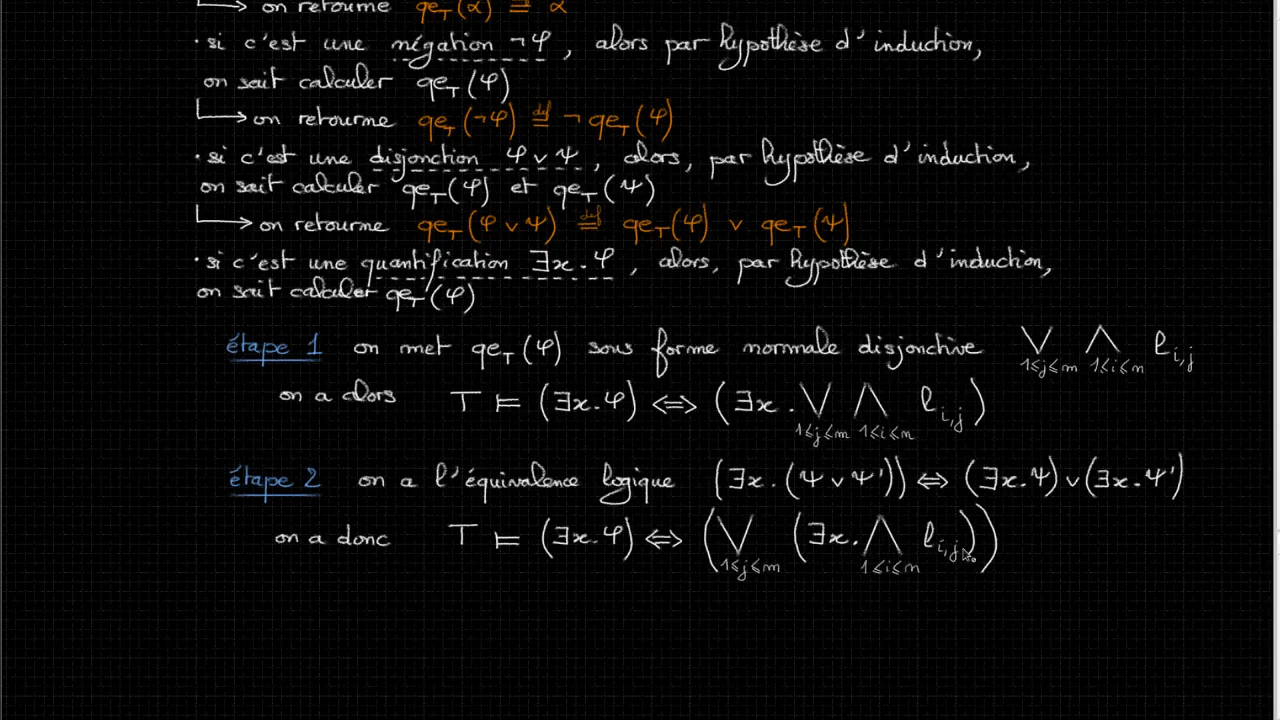 ↳ on retourne qe_T(α) ≝ α
· si c'est une négation ¬φ, alors par hypothèse d'induction,
on sait calculer qe_T(φ)
↳ on retourne qe_T(¬φ) ≝ ¬ qe_T(φ)
· si c'est une disjonction φ ∨ ψ, alors, par hypothèse d'induction,
on sait calculer qe_T(φ) et qe_T(ψ)
↳ on retourne qe_T(φ ∨ ψ) ≝ qe_T(φ) ∨ qe_T(ψ)
· si c'est une quantification ∃x.φ, alors, par hypothèse d'induction,
on sait calculer qe_T(φ)
étape 1 on met qe_T(φ) sous forme normale disjonctive ⋁_{1≤j≤m} ⋀_{1≤i≤n} ℓ_{i,j}
on a alors T ⊨ (∃x.φ) ⇔ (∃x. ⋁_{1≤j≤m} ⋀_{1≤i≤n} ℓ_{i,j})
étape 2 on a l'équivalence logique (∃x.(ψ ∨ ψ')) ⇔ (∃x.ψ) ∨ (∃x.ψ')
on a donc T ⊨ (∃x.φ) ⇔ (⋁_{1≤j≤m} (∃x. ⋀_{1≤i≤n} ℓ_{i,j}))